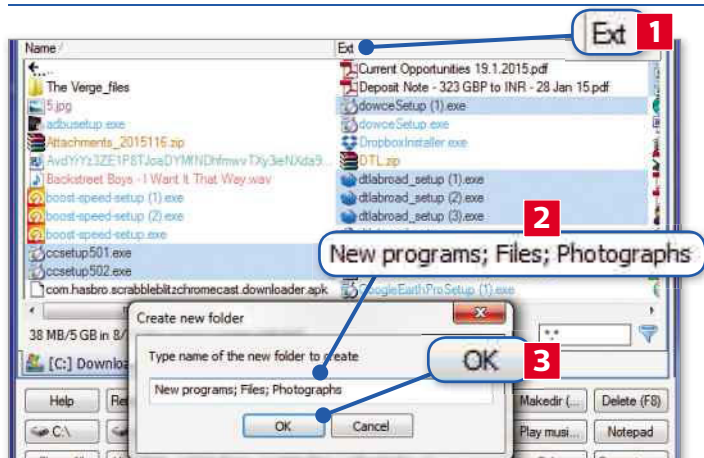 Ext 1
Name Ext
.. Current Opportunities 19.1.2015.pdf
The Verge_files Deposit Note - 323 GBP to INR - 28 Jan 15.pdf
5.jpg dowceSetup (1).exe
adbusetup.exe dowceSetup.exe
Attachments_2015116.zip DropboxInstaller.exe
DTL.zip
Backstreet Boys - I Want It That Way.wav dtlabroad_setup (1).exe
boost-speed-setup (1).exe dtlabroad_setup (2).exe
boost-speed-setup (2).exe dtlabroad_setup (3).exe
boost-speed-setup.exe 2
ccsetup501.exe New programs; Files; Photographs
ccsetup502.exe
com.hasbro.scrabbleblitzchromecast.downloader.apk GoogleEarthProSetup (1).exe
Create new folder
38 MB/5 GB in 8/ *.*
Type name of the new folder to create OK 3
[C:] Downloa
New programs; Files; Photographs
Help Makedir (... Delete (F8)
OK Cancel
C:\ Play musi... Notepad